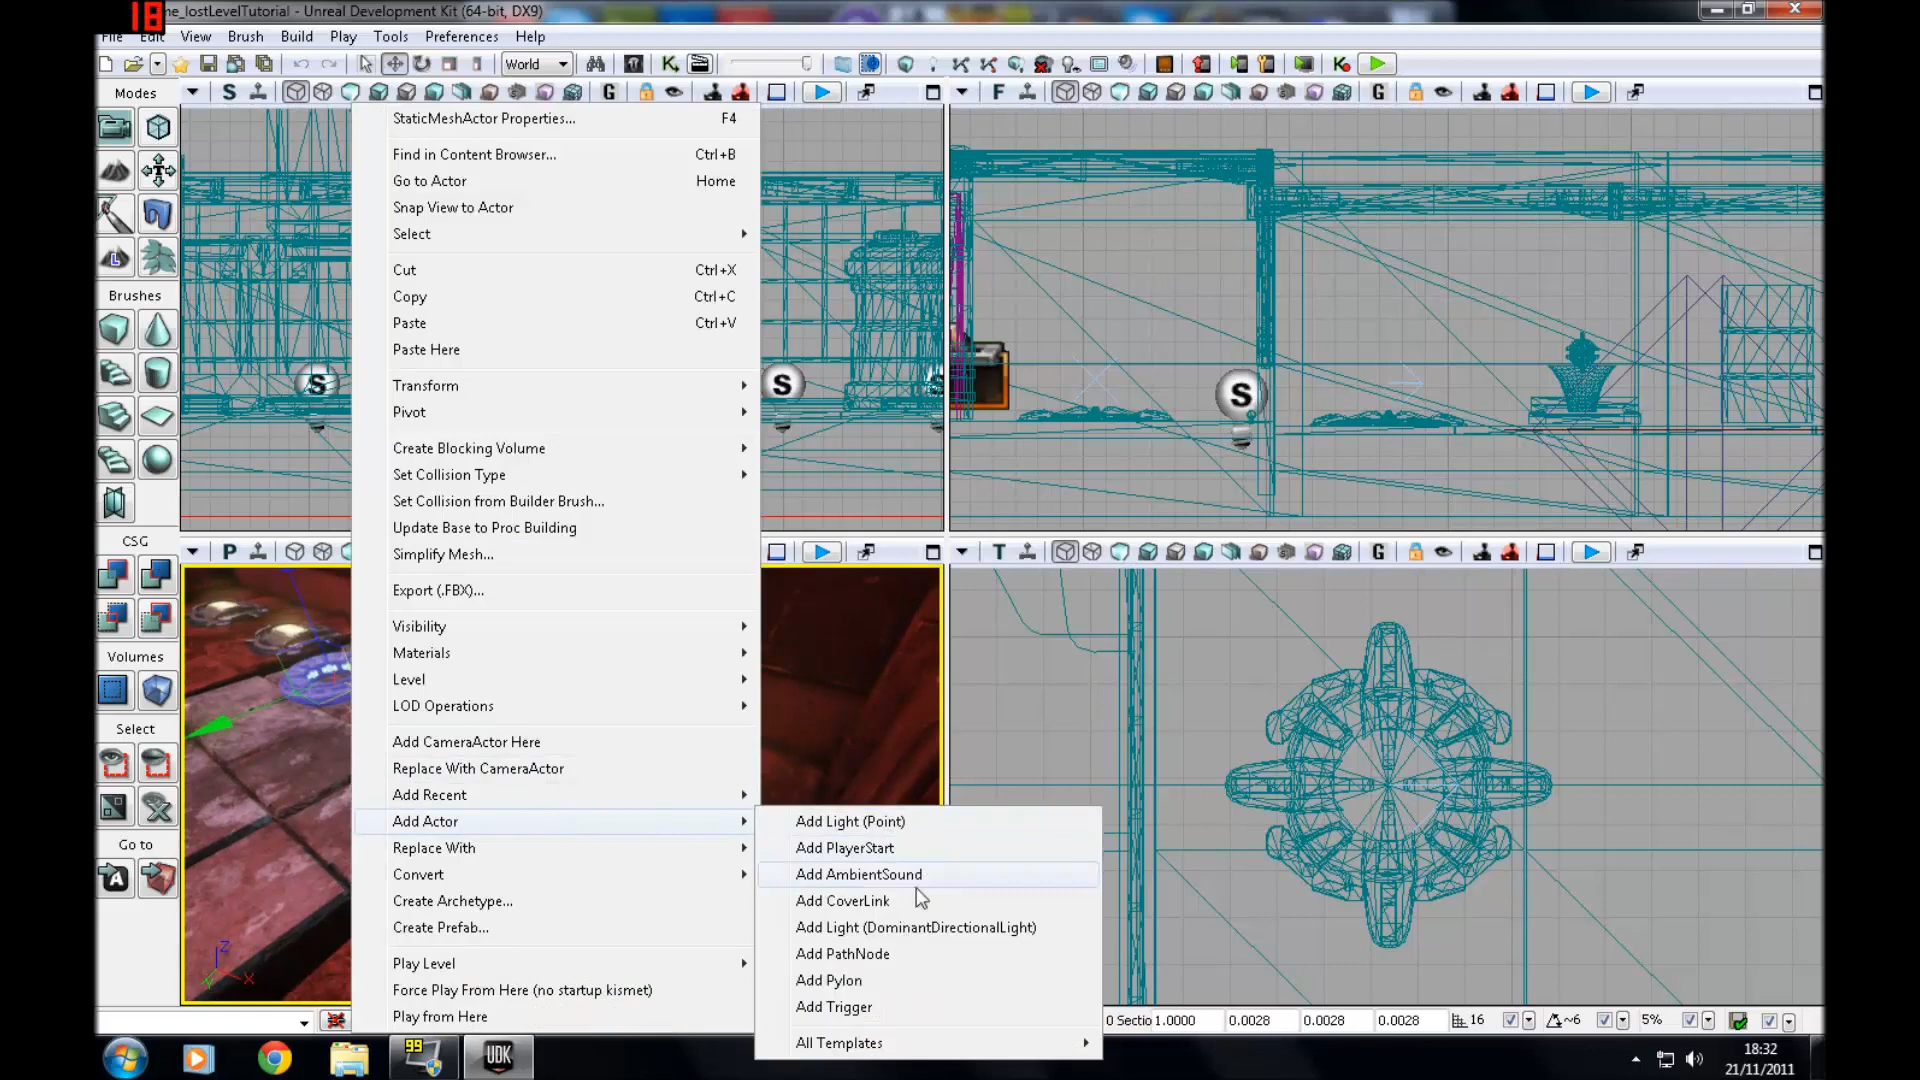 18
me_lostLevelTutorial - Unreal Development Kit (64-bit, DX9)
File Edit View Brush Build Play Tools Preferences Help
World
Modes
S
G
F
G
StaticMeshActor Properties... F4
Find in Content Browser... Ctrl+B
Go to Actor Home
Snap View to Actor
Select
Cut Ctrl+X
Copy Ctrl+C
Paste Ctrl+V
Paste Here
Transform
Pivot
Create Blocking Volume
Set Collision Type
Set Collision from Builder Brush...
Update Base to Proc Building
Simplify Mesh...
Export (.FBX)...
Visibility
Materials
Level
LOD Operations
Add CameraActor Here
Replace With CameraActor
Add Recent
Add Actor
Replace With
Convert
Create Archetype...
Create Prefab...
Play Level
Force Play From Here (no startup kismet)
Play from Here
Add Light (Point)
Add PlayerStart
Add AmbientSound
Add CoverLink
Add Light (DominantDirectionalLight)
Add PathNode
Add Pylon
Add Trigger
All Templates
Brushes
CSG
Volumes
Select
Go to
S
S
S
P
T
G
Z
X
Y
0 Sectio 1.0000 0.0028 0.0028 0.0028 16 ~6 5%
99
UDK
18:32
21/11/2011